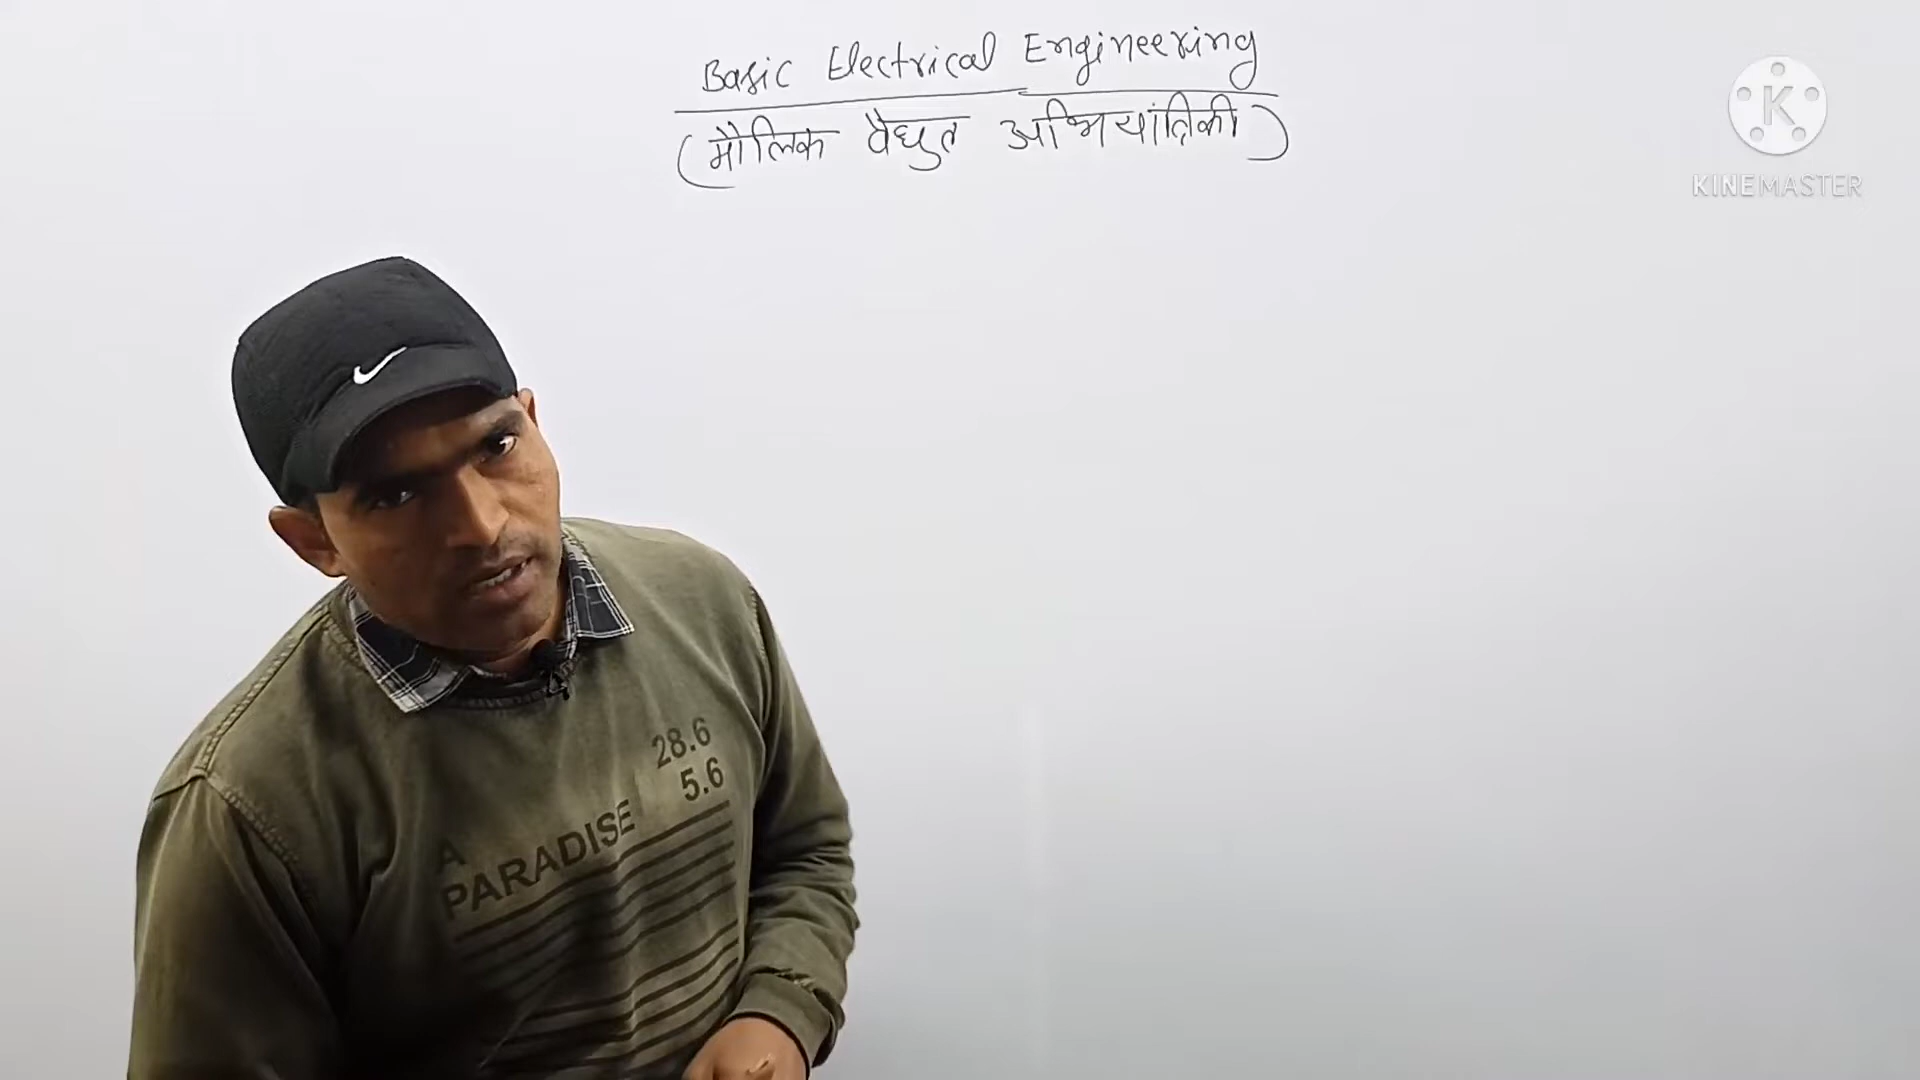 Basic Electrical Engineering
(मौलिक वैधुत अभियांत्रिकी)
K
KINEMASTER
28.6
5.6
A
PARADISE